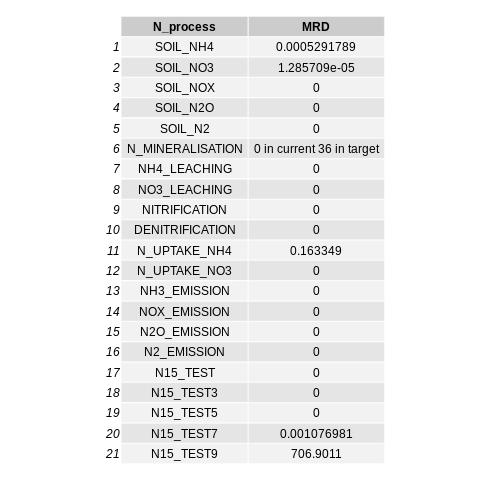 N_process MRD
1 SOIL_NH4 0.0005291789
2 SOIL_NO3 1.285709e-05
3 SOIL_NOX 0
4 SOIL_N2O 0
5 SOIL_N2 0
6 N_MINERALISATION 0 in current 36 in target
7 NH4_LEACHING 0
8 NO3_LEACHING 0
9 NITRIFICATION 0
10 DENITRIFICATION 0
11 N_UPTAKE_NH4 0.163349
12 N_UPTAKE_NO3 0
13 NH3_EMISSION 0
14 NOX_EMISSION 0
15 N2O_EMISSION 0
16 N2_EMISSION 0
17 N15_TEST 0
18 N15_TEST3 0
19 N15_TEST5 0
20 N15_TEST7 0.001076981
21 N15_TEST9 706.9011